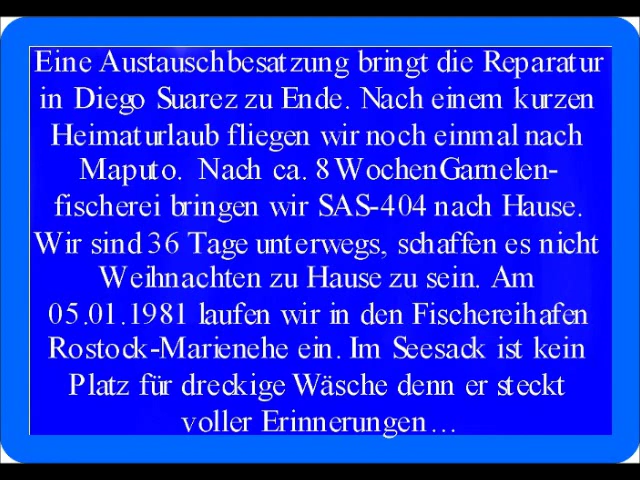 Eine Austauschbesatzung bringt die Reparatur
in Diego Suarez zu Ende. Nach einem kurzen
Heimaturlaub fliegen wir noch einmal nach
Maputo. Nach ca. 8 Wochen Garnelen-
fischerei bringen wir SAS-404 nach Hause.
Wir sind 36 Tage unterwegs, schaffen es nicht
Weihnachten zu Hause zu sein. Am
05.01.1981 laufen wir in den Fischereihafen
Rostock-Marienehe ein. Im Seesack ist kein
Platz für dreckige Wäsche denn er steckt
voller Erinnerungen...